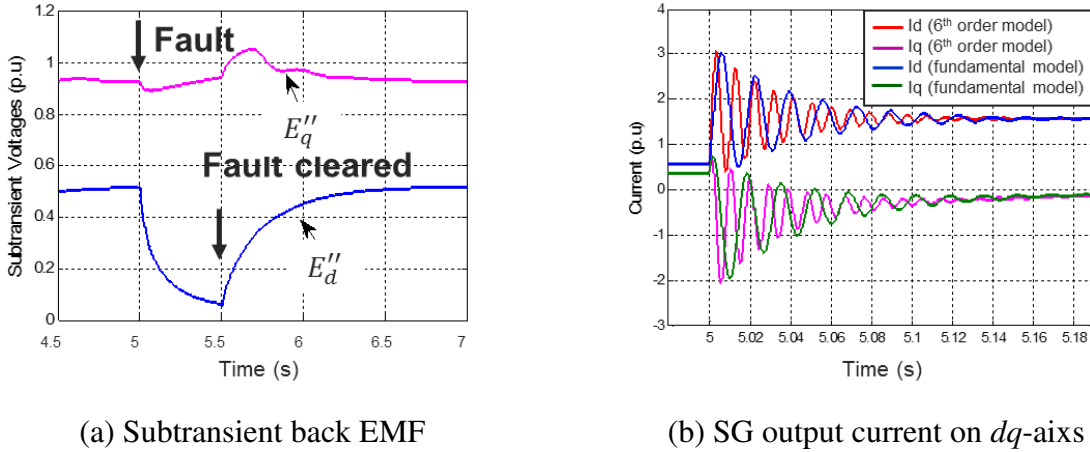 1.2
1
0.8
0.6
0.4
0.2
0
4.5
5
5.5
6
6.5
7
Subtransient Voltages (p.u)
Time (s)
Fault
E''q
Fault cleared
E''d
(a) Subtransient back EMF
4
3
2
1
0
-1
-2
-3
5
5.02
5.04
5.06
5.08
5.1
5.12
5.14
5.16
5.18
Current (p.u)
Time (s)
Id (6th order model)
Iq (6th order model)
Id (fundamental model)
Iq (fundamental model)
(b) SG output current on dq-aixs